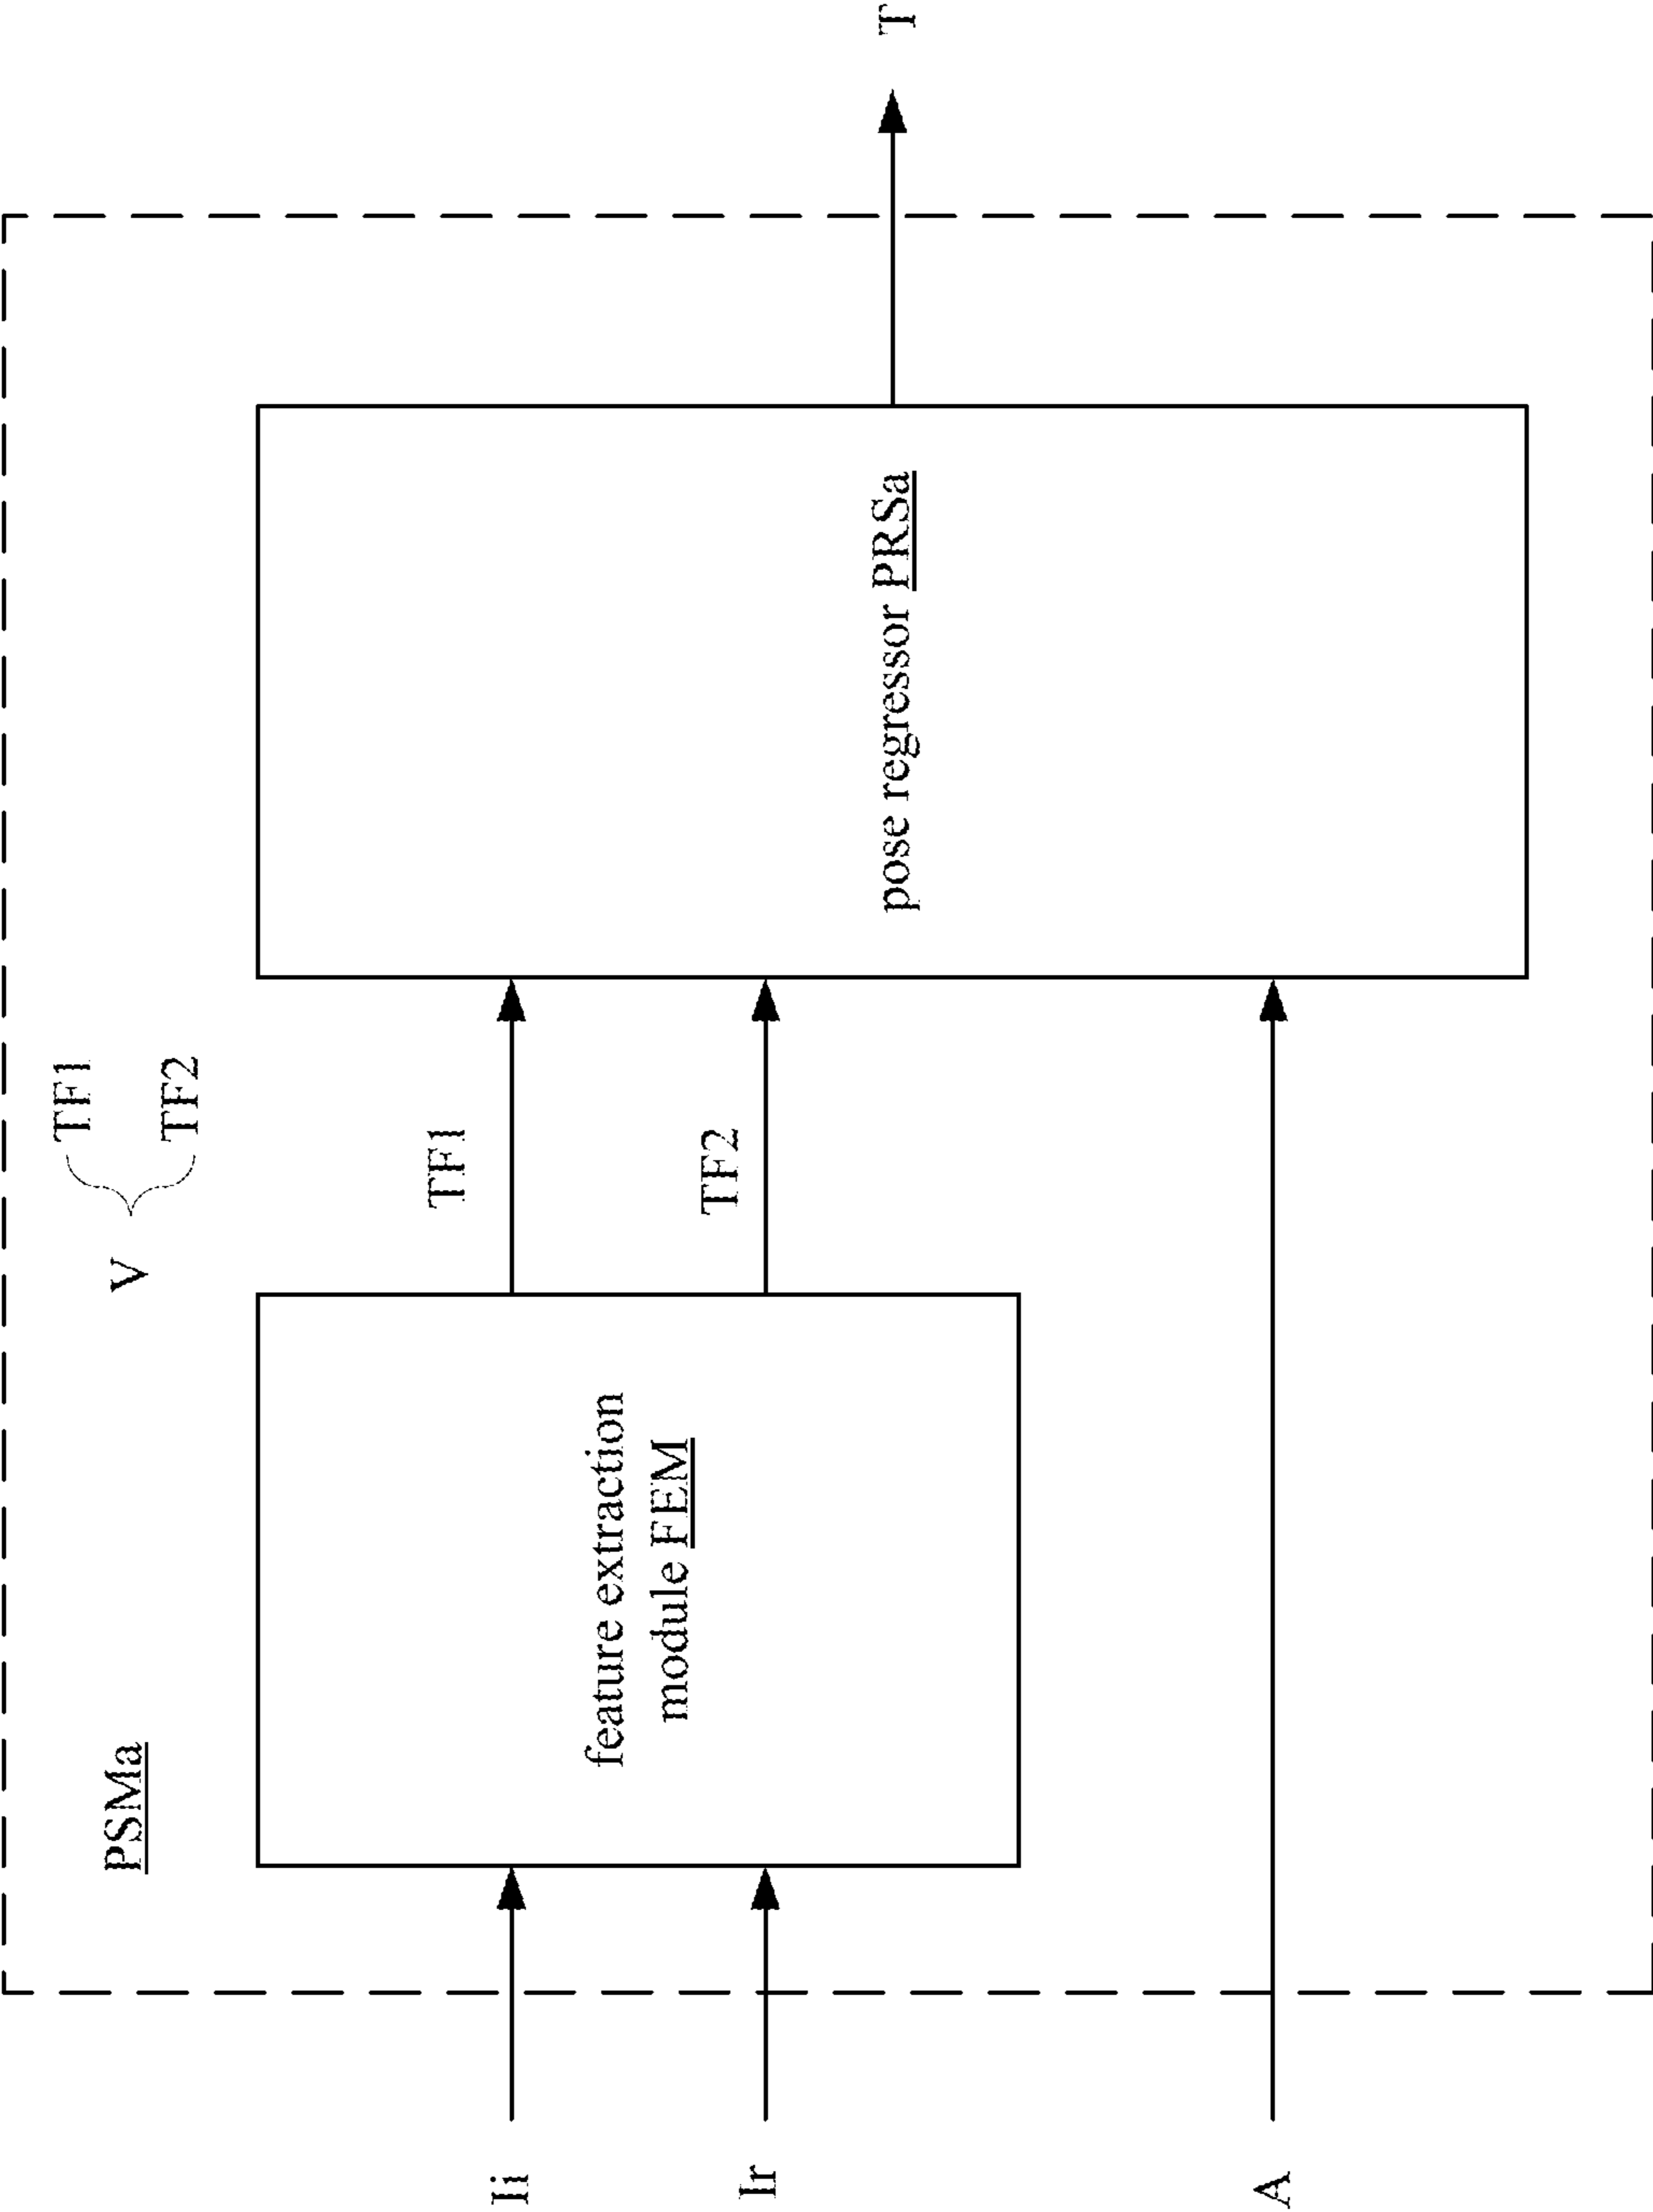 PSMa
V
TF1
TF2
Ii
Ir
A
feature extraction
module FEM
TF1
TF2
pose regressor PRSa
T